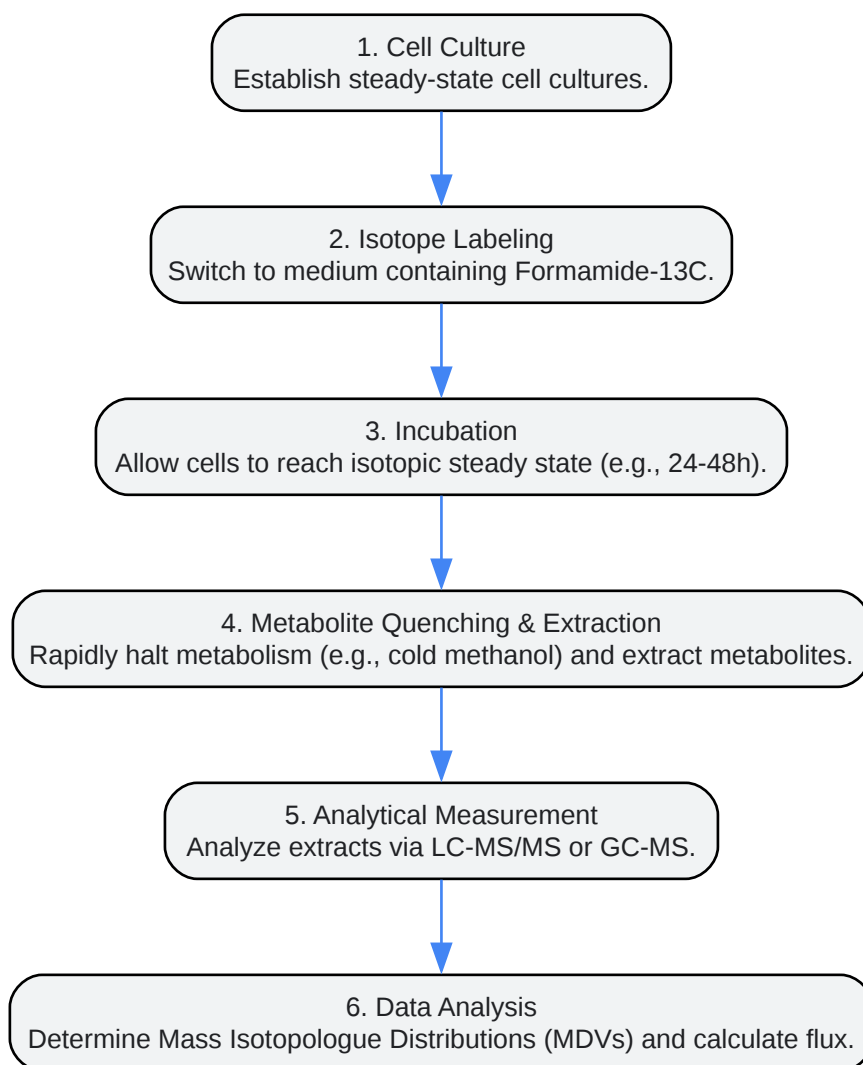 1. Cell Culture
Establish steady-state cell cultures.
2. Isotope Labeling
Switch to medium containing Formamide-13C.
3. Incubation
Allow cells to reach isotopic steady state (e.g., 24-48h).
4. Metabolite Quenching & Extraction
Rapidly halt metabolism (e.g., cold methanol) and extract metabolites.
5. Analytical Measurement
Analyze extracts via LC-MS/MS or GC-MS.
6. Data Analysis
Determine Mass Isotopologue Distributions (MDVs) and calculate flux.